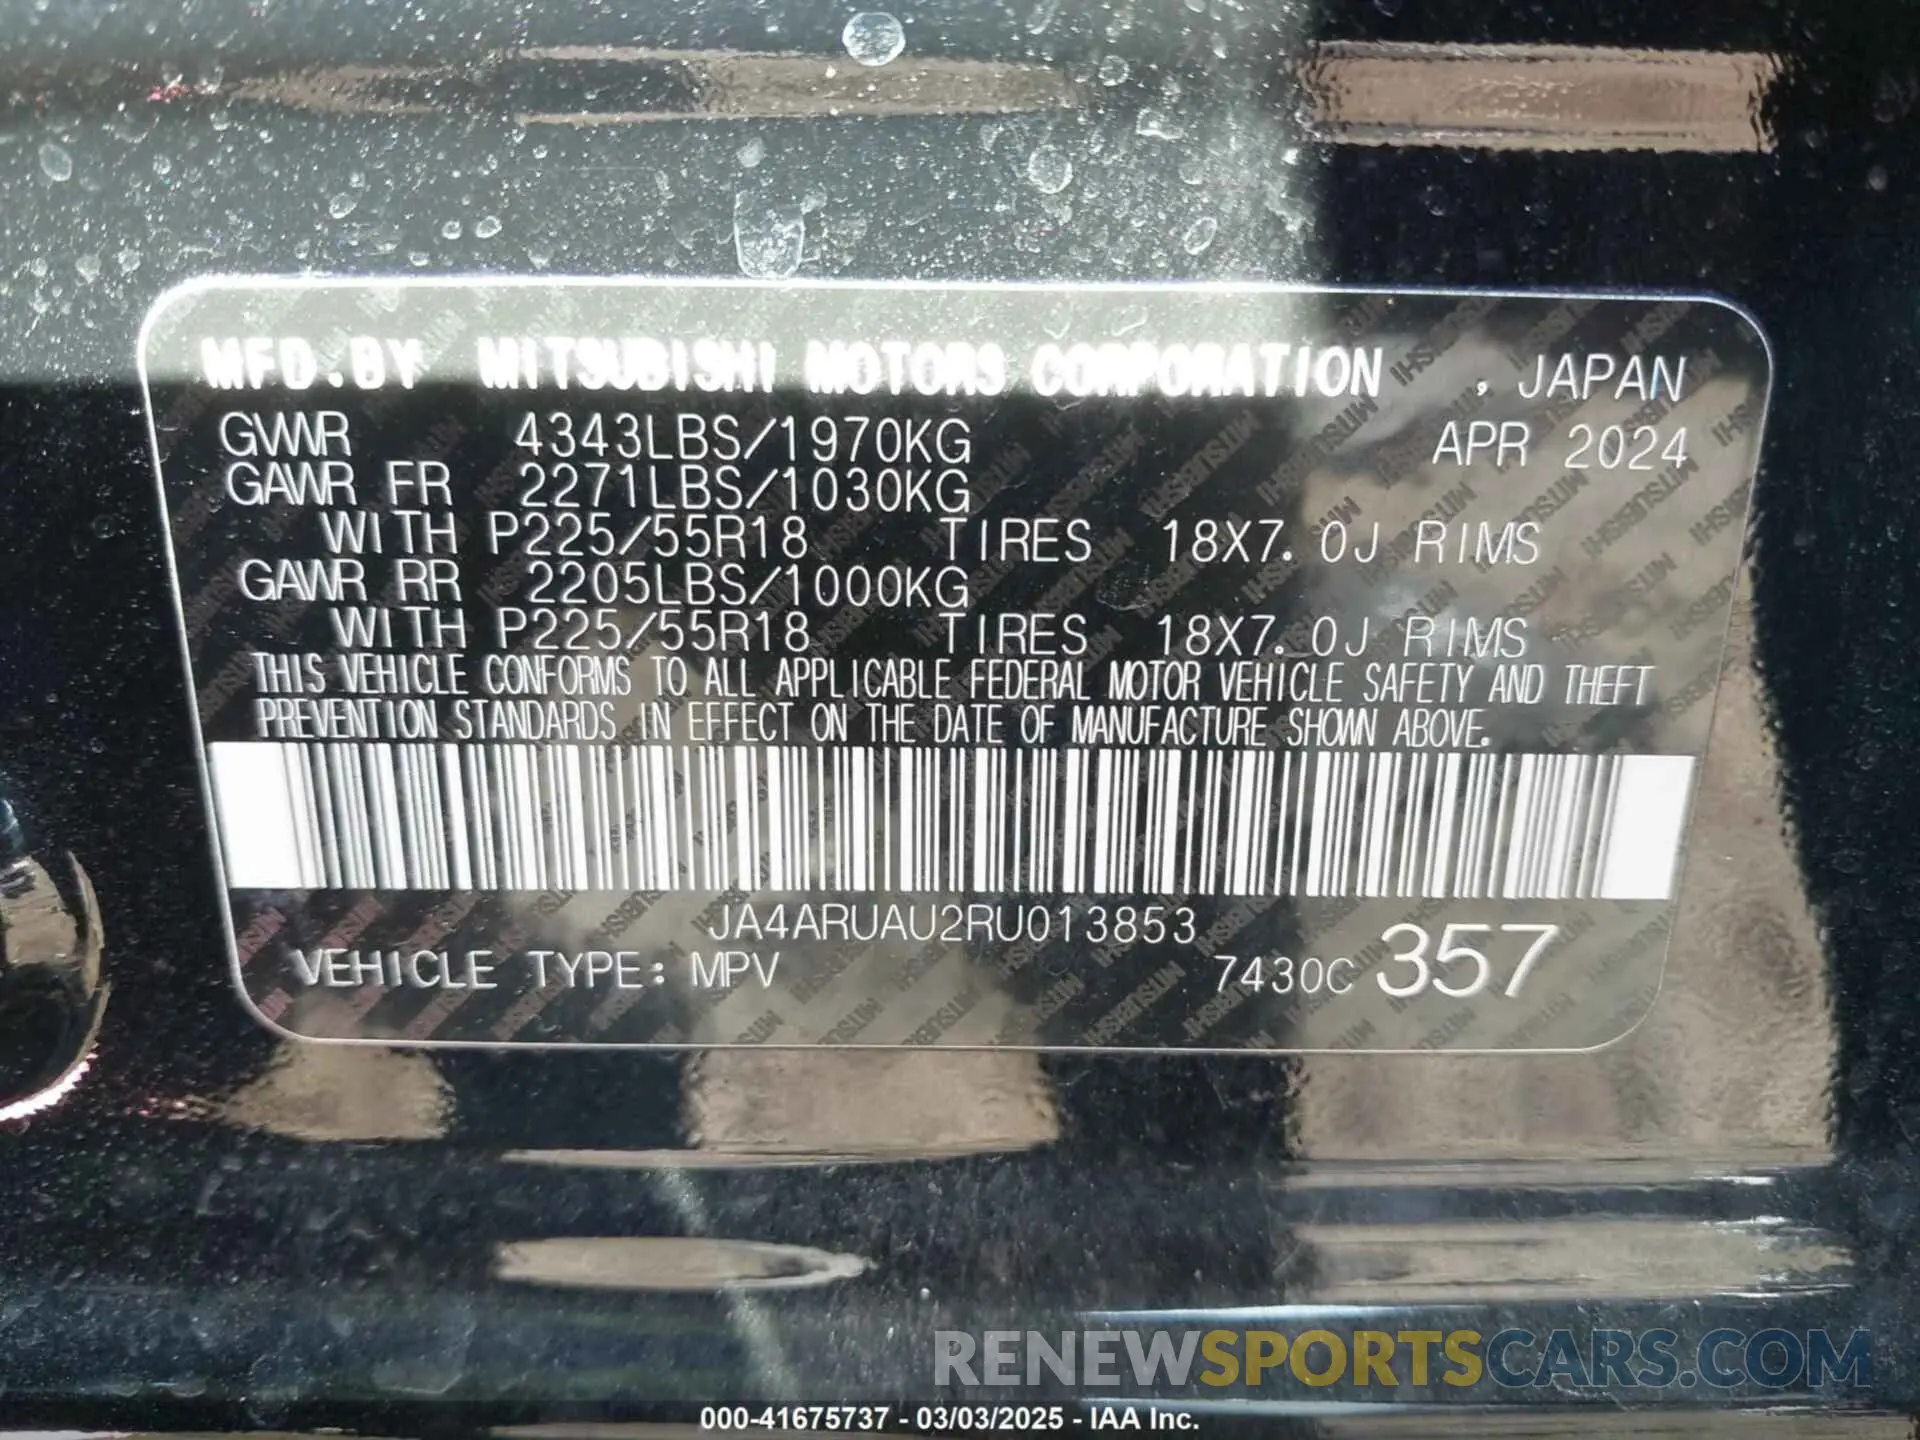 MFD.BY MITSUBISHI MOTORS CORPORATION , JAPAN
GVWR 4343LBS/1970KG APR 2024
GAWR FR 2271LBS/1030KG
WITH P225/55R18 TIRES 18X7.0J RIMS
GAWR RR 2205LBS/1000KG
WITH P225/55R18 TIRES 18X7.0J RIMS
THIS VEHICLE CONFORMS TO ALL APPLICABLE FEDERAL MOTOR VEHICLE SAFETY AND THEFT
PREVENTION STANDARDS IN EFFECT ON THE DATE OF MANUFACTURE SHOWN ABOVE.
JA4ARUAU2RU013853
VEHICLE TYPE: MPV 7430C 357
RENEWSPORTSCARS.COM
000-41675737 - 03/03/2025 - IAA Inc.